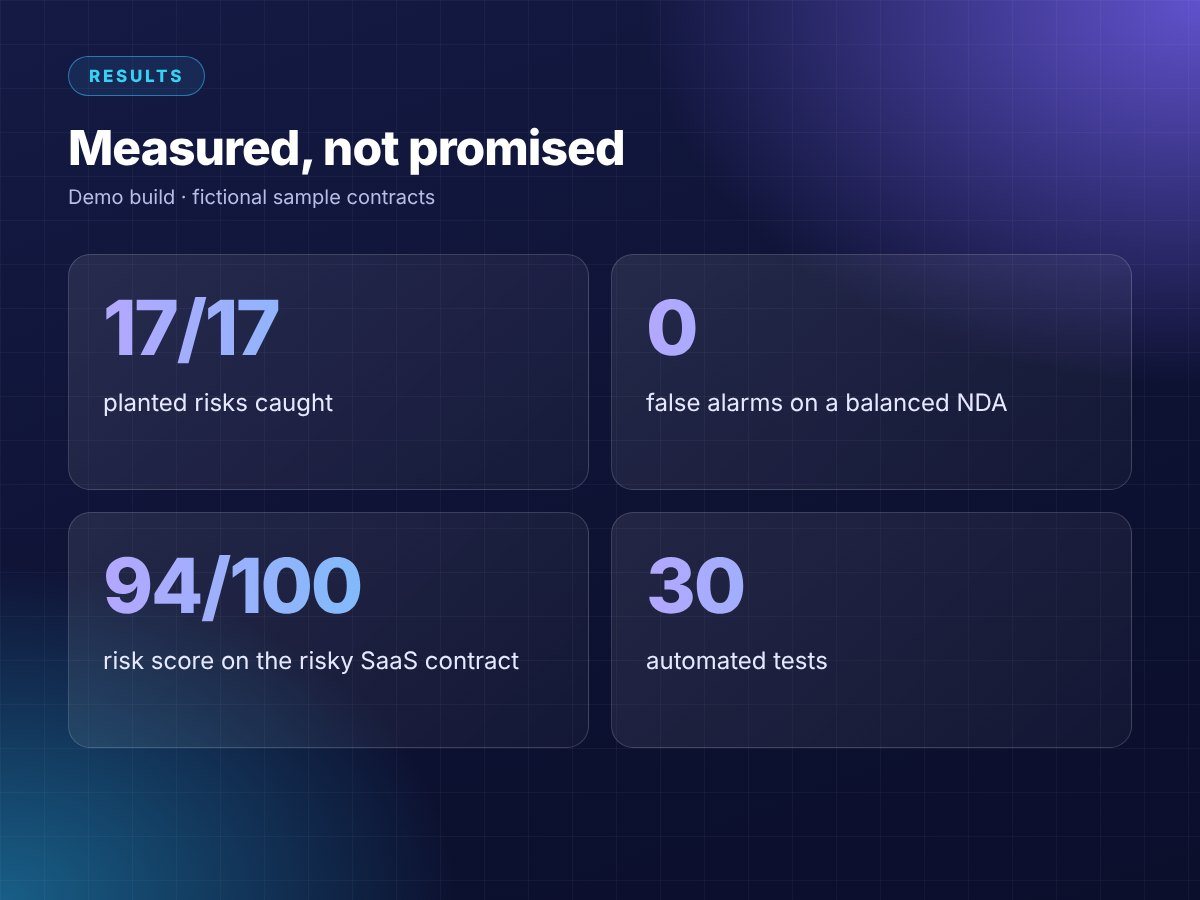 RESULTS
Measured, not promised
Demo build · fictional sample contracts
17/17
planted risks caught
0
false alarms on a balanced NDA
94/100
risk score on the risky SaaS contract
30
automated tests